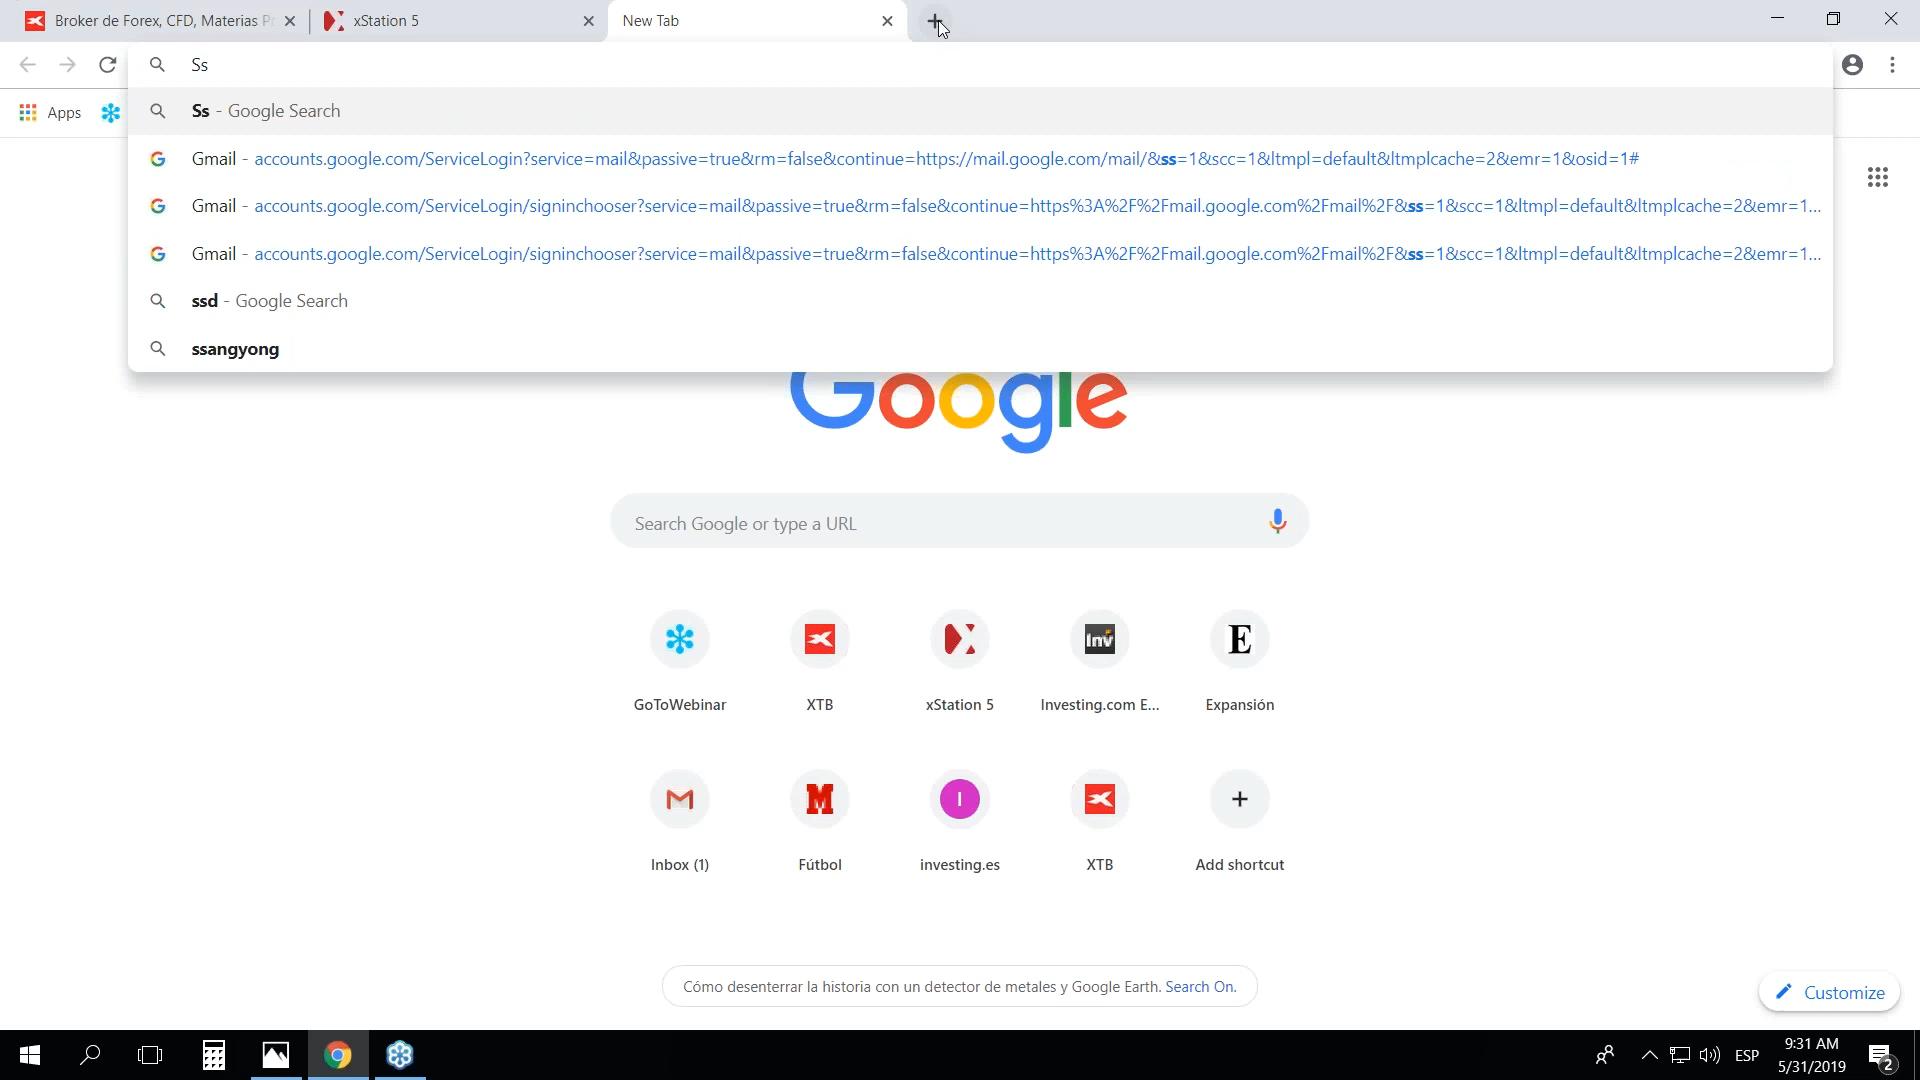 Broker de Forex, CFD, Materias P
xStation 5
New Tab
Ss
Apps
Ss - Google Search
Gmail - accounts.google.com/ServiceLogin?service=mail&passive=true&rm=false&continue=https://mail.google.com/mail/&ss=1&scc=1&ltmpl=default&ltmplcache=2&emr=1&osid=1#
Gmail - accounts.google.com/ServiceLogin/signinchooser?service=mail&passive=true&rm=false&continue=https%3A%2F%2Fmail.google.com%2Fmail%2F&ss=1&scc=1&ltmpl=default&ltmplcache=2&emr=1...
Gmail - accounts.google.com/ServiceLogin/signinchooser?service=mail&passive=true&rm=false&continue=https%3A%2F%2Fmail.google.com%2Fmail%2F&ss=1&scc=1&ltmpl=default&ltmplcache=2&emr=1...
ssd - Google Search
ssangyong
Google
Search Google or type a URL
Inv
E
GoToWebinar
XTB
xStation 5
Investing.com E...
Expansión
M
I
Inbox (1)
Fútbol
investing.es
XTB
Add shortcut
Cómo desenterrar la historia con un detector de metales y Google Earth. Search On.
Customize
ESP
9:31 AM
5/31/2019
2